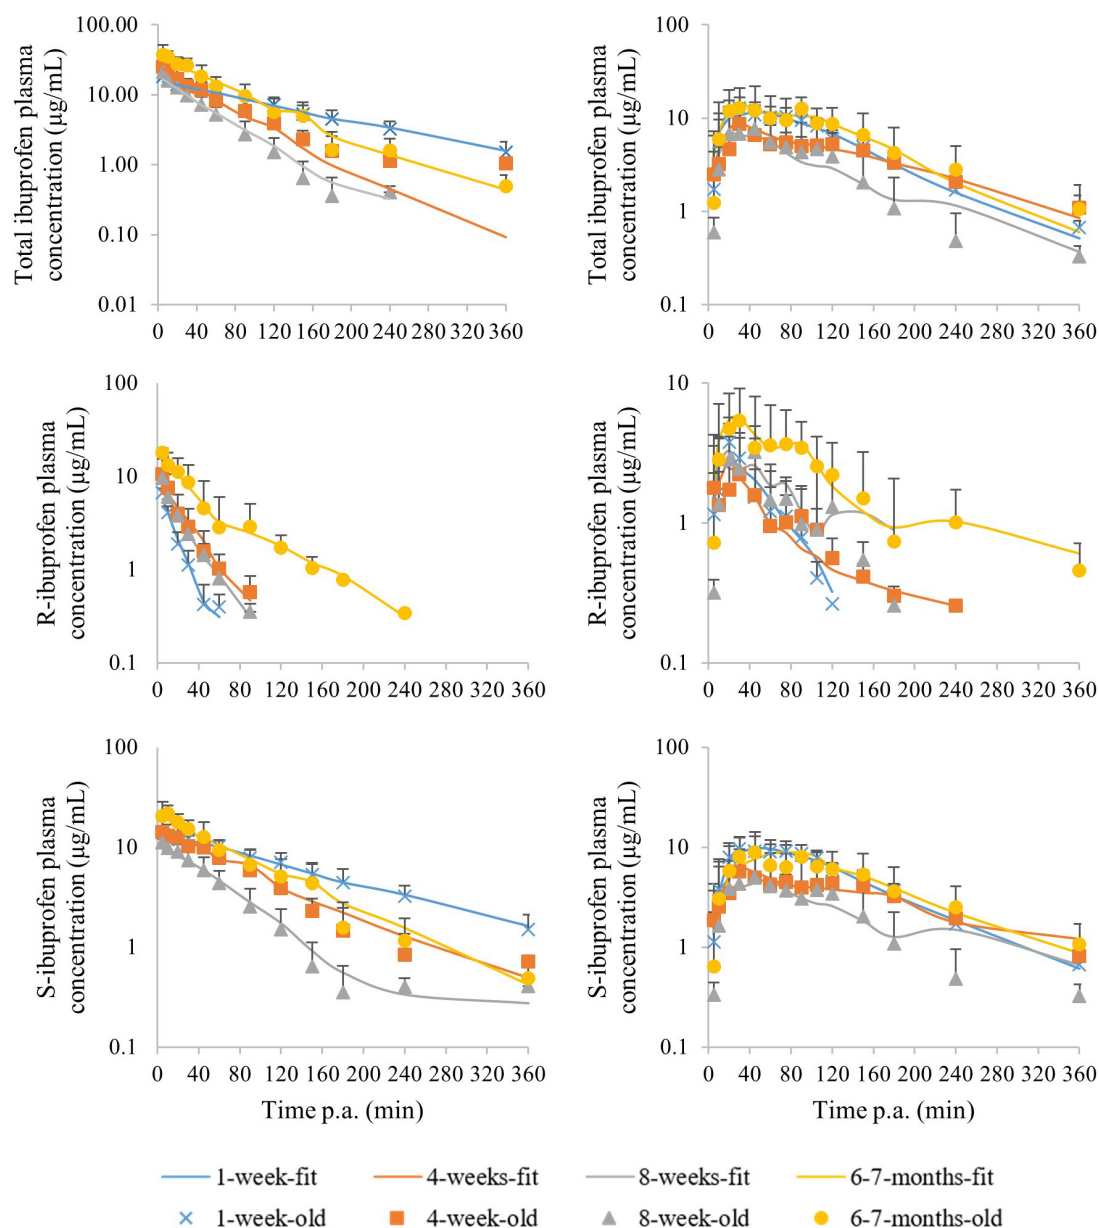 Total ibuprofen plasma
concentration (µg/mL)
100.00
10.00
1.00
0.10
0.01
0 40 80 120 160 200 240 280 320 360
Total ibuprofen plasma
concentration (µg/mL)
100
10
1
0.1
0 40 80 120 160 200 240 280 320 360
R-ibuprofen plasma
concentration (µg/mL)
100
10
1
0.1
0 40 80 120 160 200 240 280 320 360
R-ibuprofen plasma
concentration (µg/mL)
10
1
0.1
0 40 80 120 160 200 240 280 320 360
S-ibuprofen plasma
concentration (µg/mL)
100
10
1
0.1
0 40 80 120 160 200 240 280 320 360
Time p.a. (min)
S-ibuprofen plasma
concentration (µg/mL)
100
10
1
0.1
0 40 80 120 160 200 240 280 320 360
Time p.a. (min)
1-week-fit 4-weeks-fit 8-weeks-fit 6-7-months-fit
1-week-old 4-week-old 8-week-old 6-7-months-old